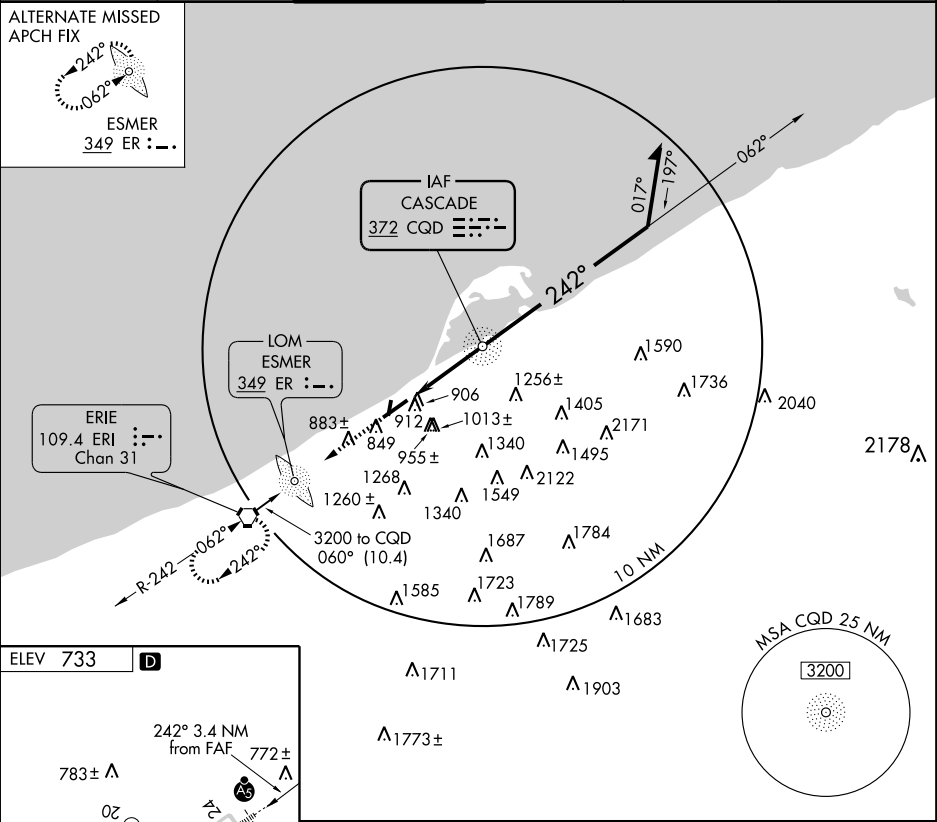 ALTERNATE MISSED
APCH FIX
242°
062°
ESMER
349 ER
IAF
CASCADE
372 CQD
017°
197°
062°
242°
LOM
ESMER
349 ER
ERIE
109.4 ERI
Chan 31
1590
1736
2040
2178
1256±
906
1405
912
883±
849
1013±
2171
955±
1340
1495
1268
1549
2122
1260±
1340
3200 to CQD
060° (10.4)
062°
R-242
242°
1687
1784
10 NM
1585
1723
1789
1683
1725
1711
1903
1773±
MSA CQD 25 NM
3200
ELEV 733
D
242° 3.4 NM
from FAF
772±
783±
A5
20
24